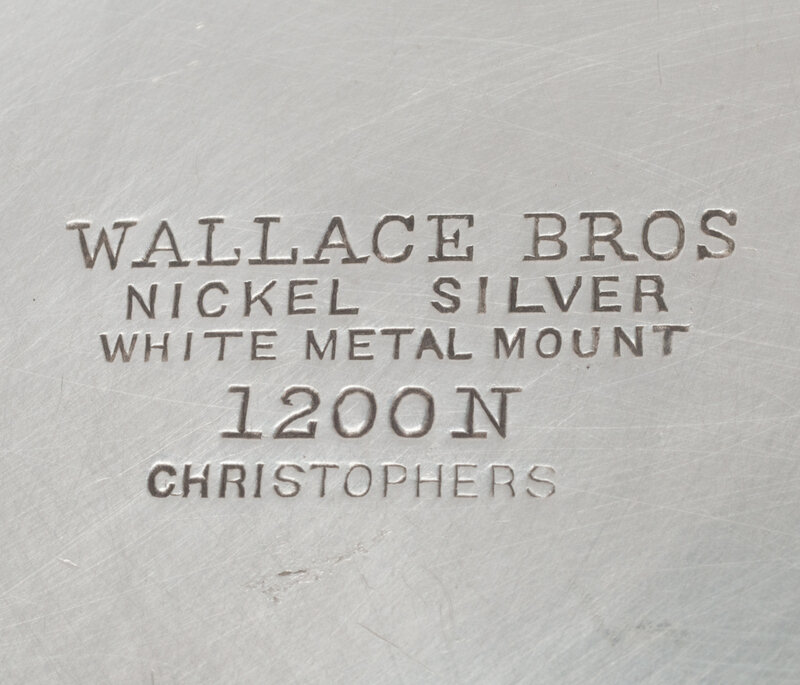 WALLACE BROS
NICKEL SILVER
WHITE METAL MOUNT
1200N
CHRISTOPHERS